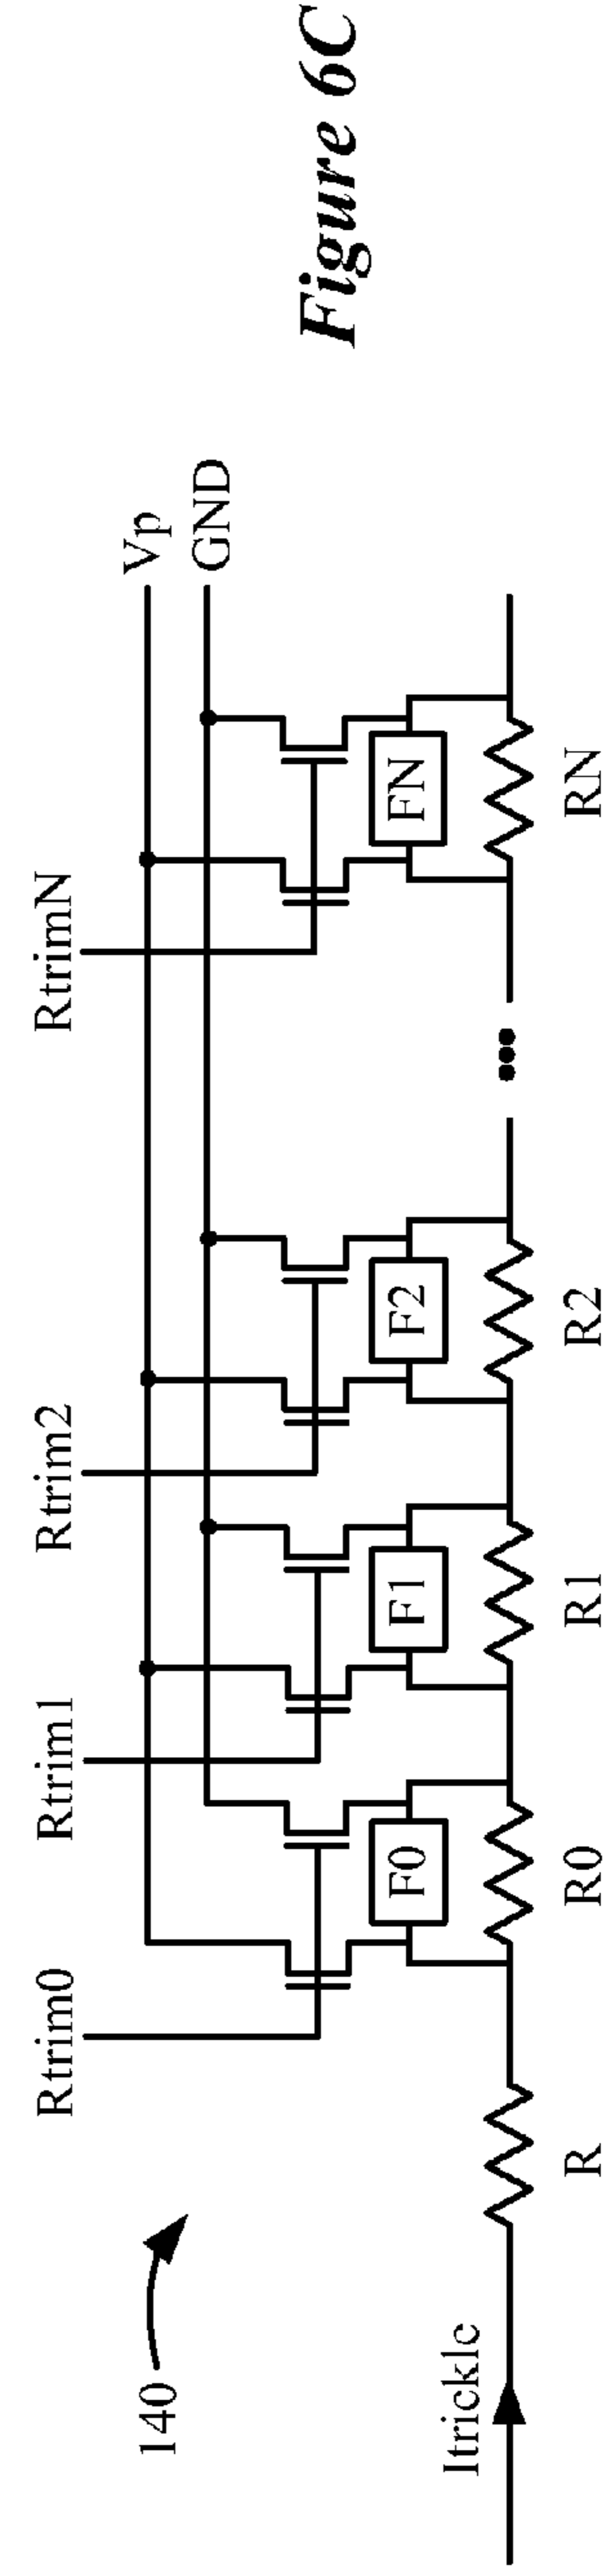 Figure 6C
140
Rtrim0
Rtrim1
Rtrim2
RtrimN
Vp
GND
F0
F1
F2
FN
Itrickle
R
R0
R1
R2
•••
RN